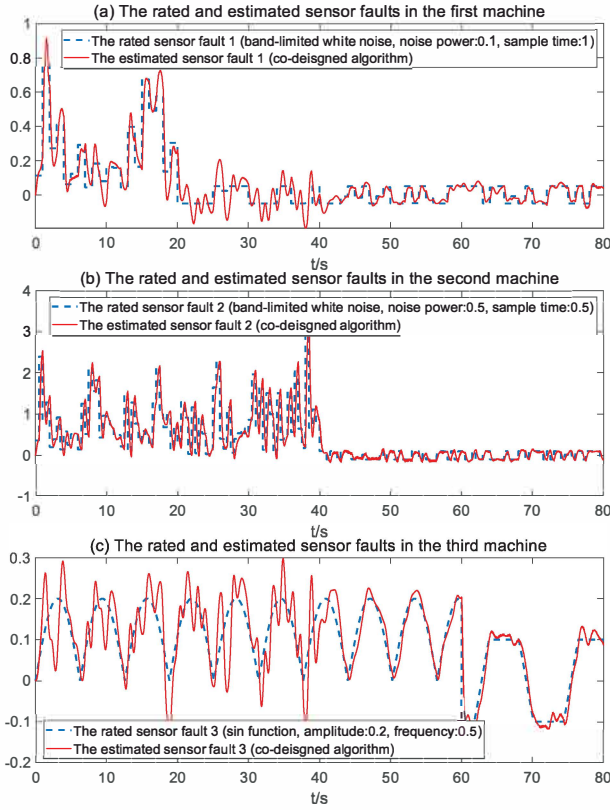 (a) The rated and estimated sensor faults in the first machine
1
The rated sensor fault 1 (band-limited white noise, noise power:0.1, sample time:1)
0.8
The estimated sensor fault 1 (co-deisgned algorithm)
0.6
0.4
0.2
0
0 10 20 30 40 50 60 70 80
t/s
(b) The rated and estimated sensor faults in the second machine
4
The rated sensor fault 2 (band-limited white noise, noise power:0.5, sample time:0.5)
3
The estimated sensor fault 2 (co-deisgned algorithm)
2
1
0
-1
0 10 20 30 40 50 60 70 80
t/s
(c) The rated and estimated sensor faults in the third machine
0.3
0.2
0.1
0
-0.1
The rated sensor fault 3 (sin function, amplitude:0.2, frequency:0.5)
The estimated sensor fault 3 (co-deisgned algorithm)
-0.2
0 10 20 30 40 50 60 70 80
t/s